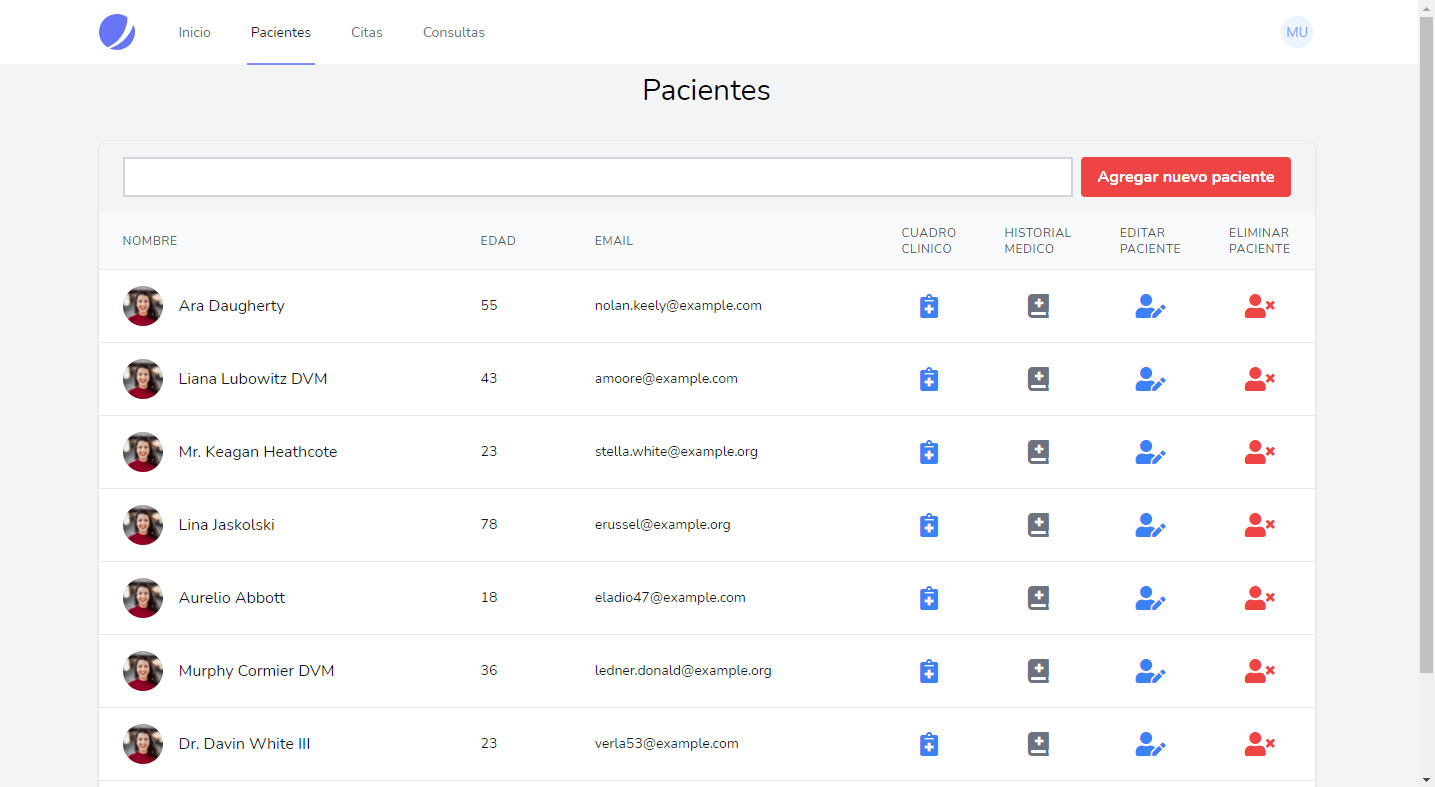 Inicio Pacientes Citas Consultas MU
Pacientes
Agregar nuevo paciente
NOMBRE EDAD EMAIL CUADRO CLINICO HISTORIAL MEDICO EDITAR PACIENTE ELIMINAR PACIENTE
Ara Daugherty 55 nolan.keely@example.com
Liana Lubowitz DVM 43 amoore@example.com
Mr. Keagan Heathcote 23 stella.white@example.org
Lina Jaskolski 78 erussel@example.org
Aurelio Abbott 18 eladio47@example.com
Murphy Cormier DVM 36 ledner.donald@example.org
Dr. Davin White III 23 verla53@example.com